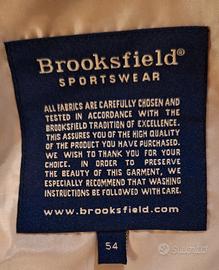 Brooksfield®
SPORTSWEAR
ALL FABRICS ARE CAREFULLY CHOSEN AND
TESTED IN ACCORDANCE WITH THE
BROOKSFIELD TRADITION OF EXCELLENCE.
THIS ASSURES YOU OF THE HIGH QUALITY
OF THE PRODUCT YOU HAVE PURCHASED.
WE WISH TO THANK YOU FOR YOUR
CHOICE. IN ORDER TO PRESERVE
THE BEAUTY OF THIS GARMENT, WE
ESPECIALLY RECOMMEND THAT WASHING
INSTRUCTIONS BE FOLLOWED WITH CARE.
www.brooksfield.com
54
SUBITO